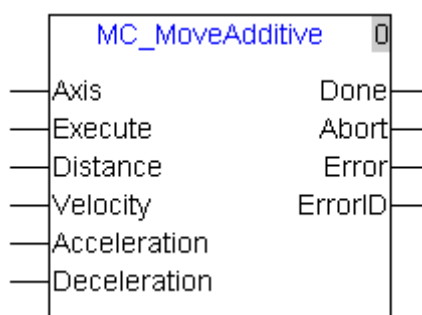 MC_MoveAdditive 0
Axis Done
Execute Abort
Distance Error
Velocity ErrorID
Acceleration
Deceleration